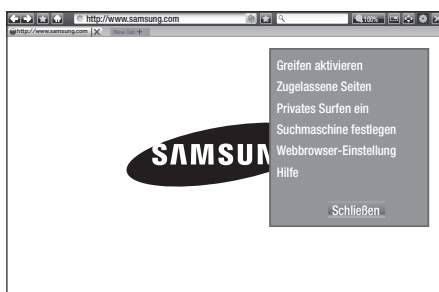 http://www.samsung.com 100%
http://www.samsung.com New Tab +
SAMSUN
Greifen aktivieren
Zugelassene Seiten
Privates Surfen ein
Suchmaschine festlegen
Webbrowser-Einstellung
Hilfe
Schließen